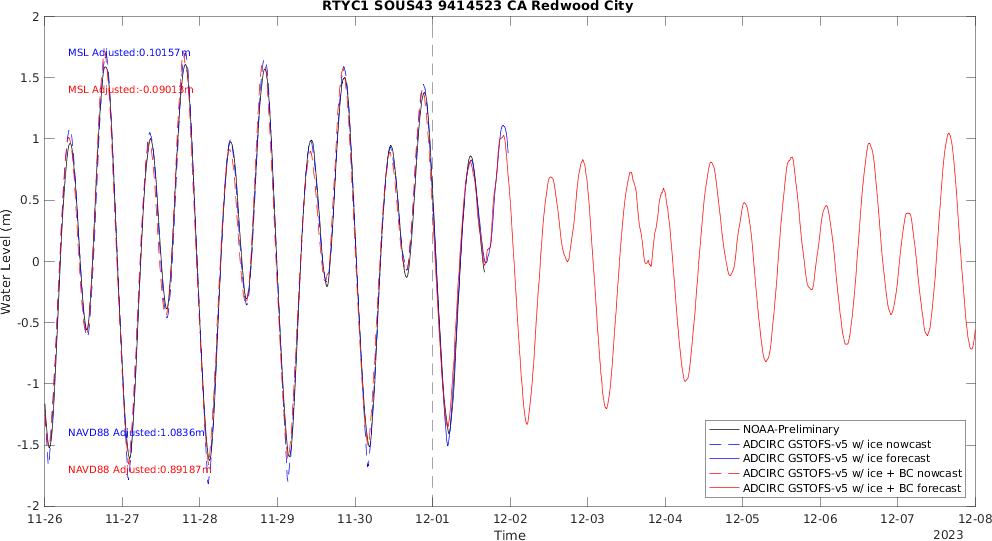 RTYC1 SOUS43 9414523 CA Redwood City
2
1.5
1
0.5
0
-0.5
-1
-1.5
-2
Water Level (m)
MSL Adjusted:0.10157m
MSL Adjusted:-0.09013m
NAVD88 Adjusted:1.0836m
NAVD88 Adjusted:0.89187m
NOAA-Preliminary
ADCIRC GSTOFS-v5 w/ ice nowcast
ADCIRC GSTOFS-v5 w/ ice forecast
ADCIRC GSTOFS-v5 w/ ice + BC nowcast
ADCIRC GSTOFS-v5 w/ ice + BC forecast
11-26 11-27 11-28 11-29 11-30 12-01 12-02 12-03 12-04 12-05 12-06 12-07 12-08
Time
2023